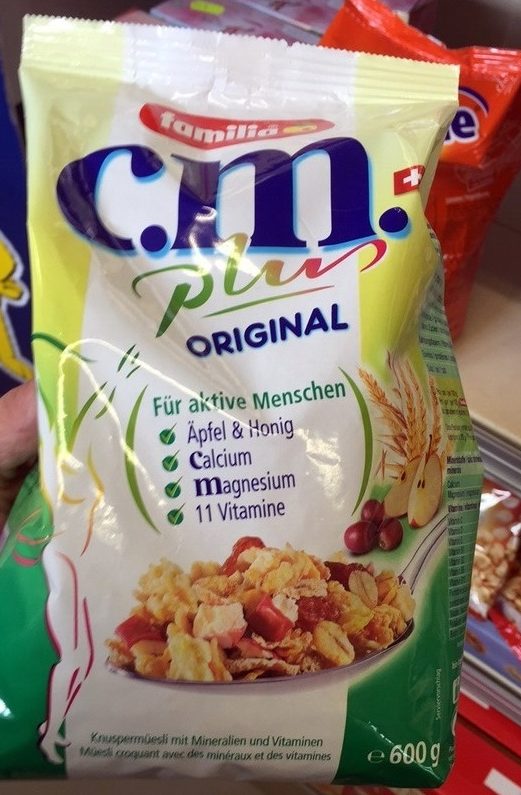 familia
c.m.
plus
ORIGINAL
Für aktive Menschen
Äpfel & Honig
Calcium
magnesium
11 Vitamine
Knuspermüesli mit Mineralien und Vitaminen
Müesli croquant avec des minéraux et des vitamines
e 600 g
Serviervorschlag